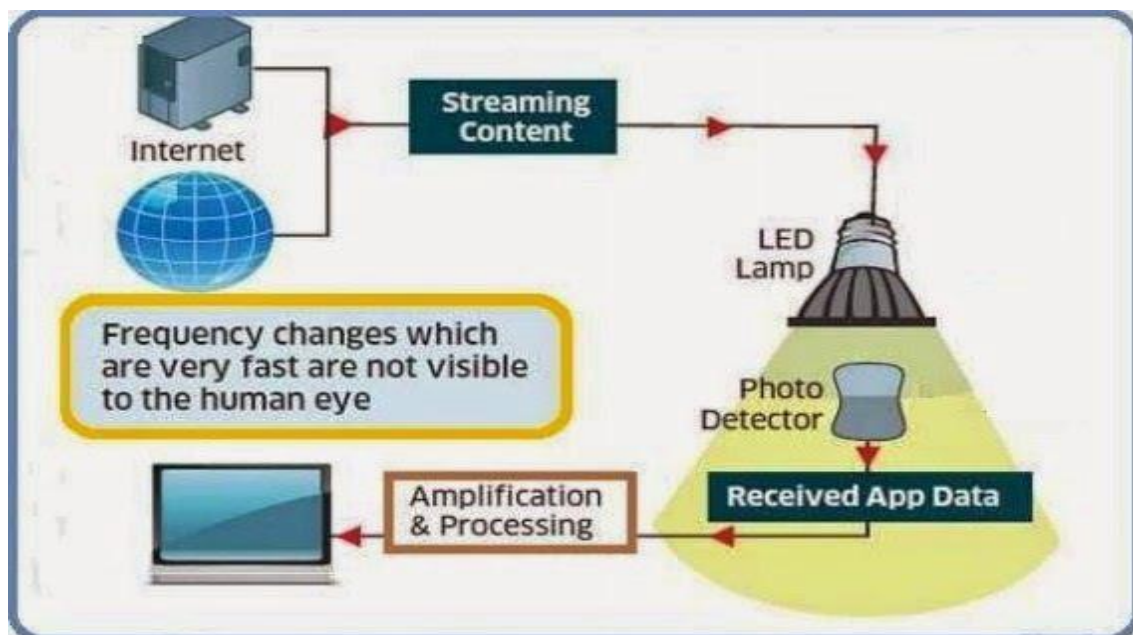 Internet
Streaming
Content
LED
Lamp
Frequency changes which
are very fast are not visible
to the human eye
Photo
Detector
Received App Data
Amplification
& Processing